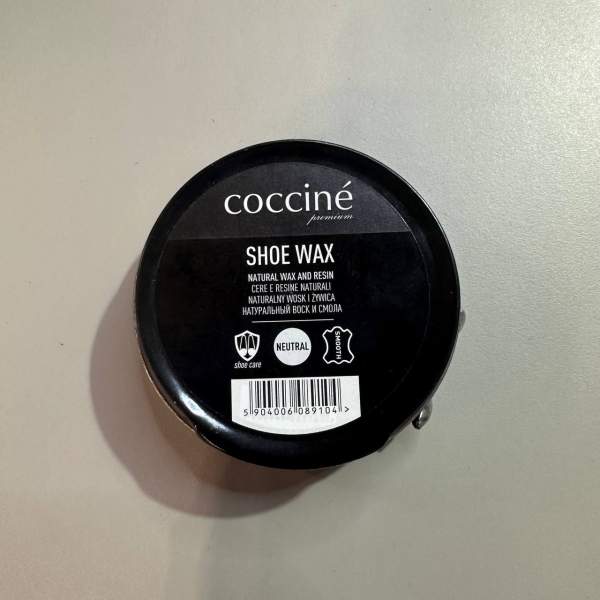 cocciné
premium
SHOE WAX
NATURAL WAX AND RESIN
CERE E RESINE NATURALI
NATURALNY WOSK I ŻYWICA
НАТУРАЛЬНЫЙ ВОСК И СМОЛА
shoe care
NEUTRAL
SMOOTH
5 904006 089104 >